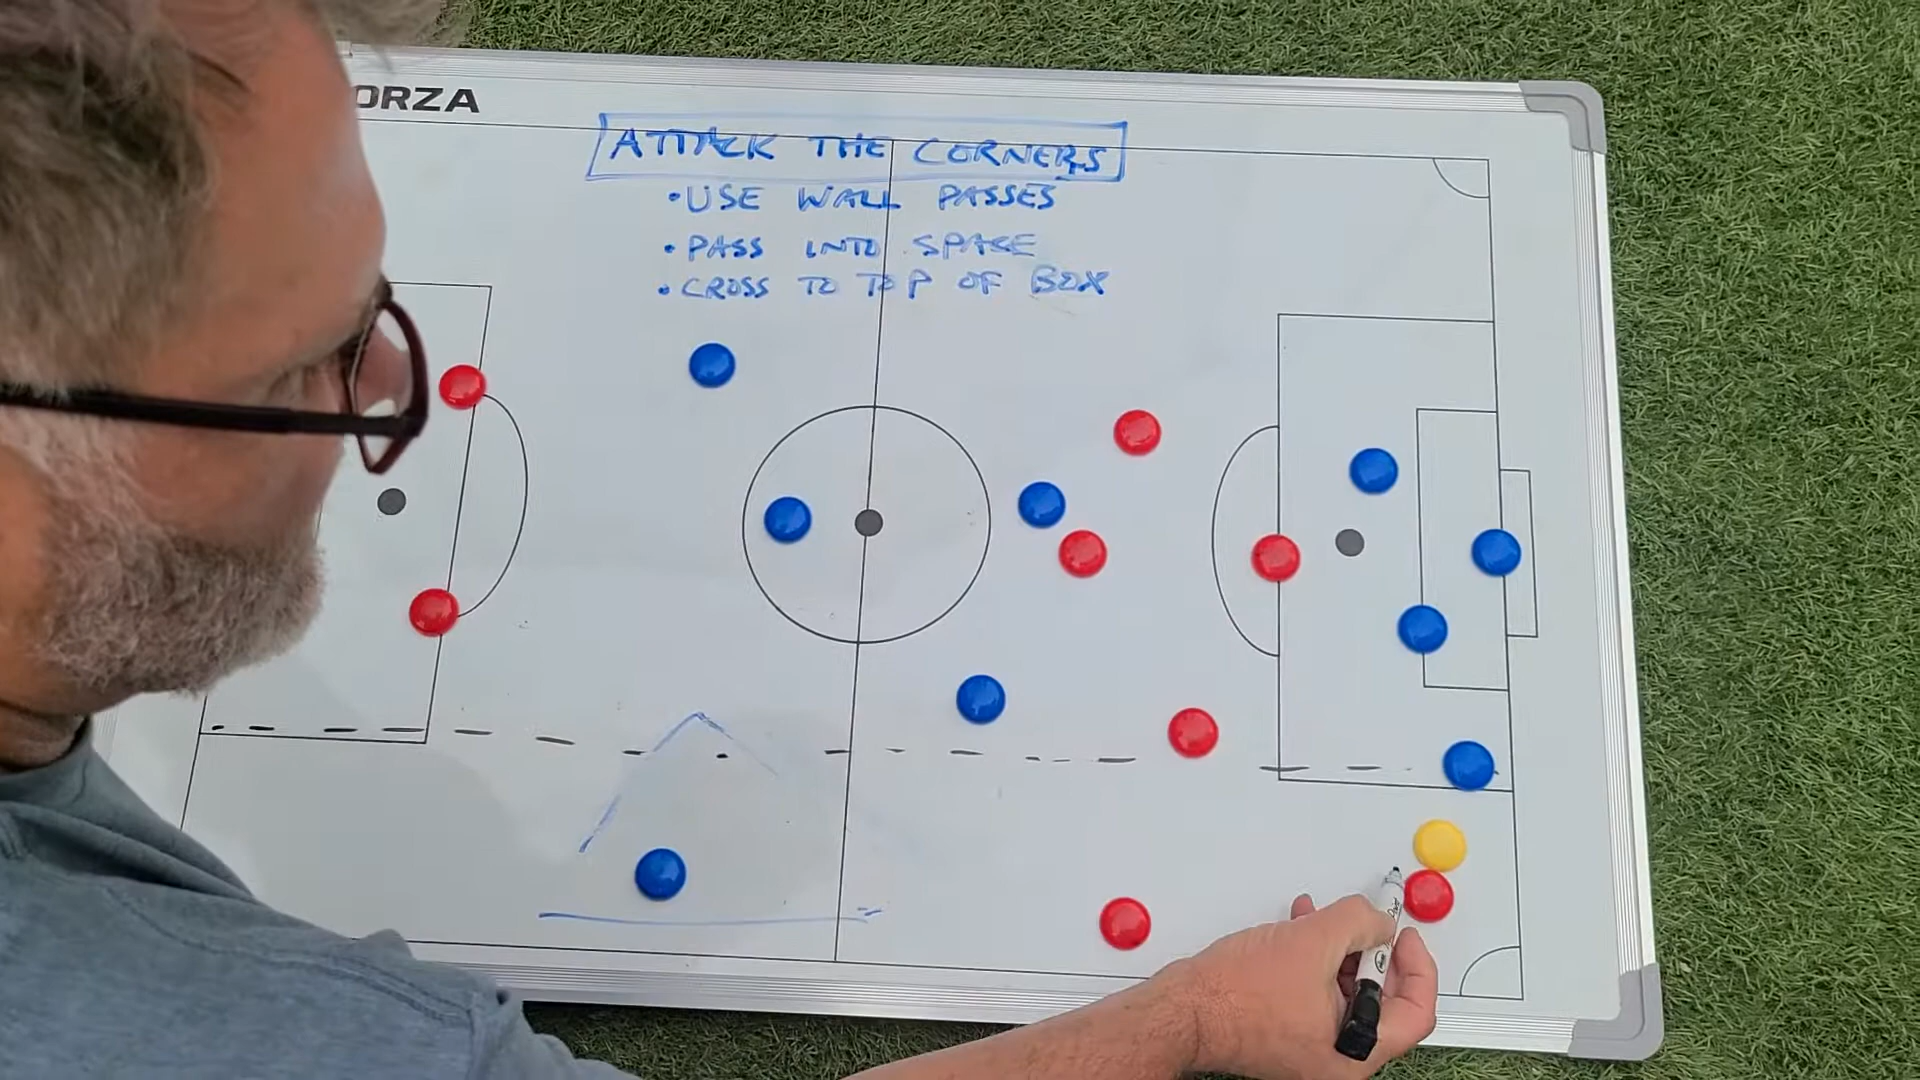 ORZA
ATTACK THE CORNERS
• USE WALL PASSES
• PASS INTO SPACE
• CROSS TO TOP OF BOX